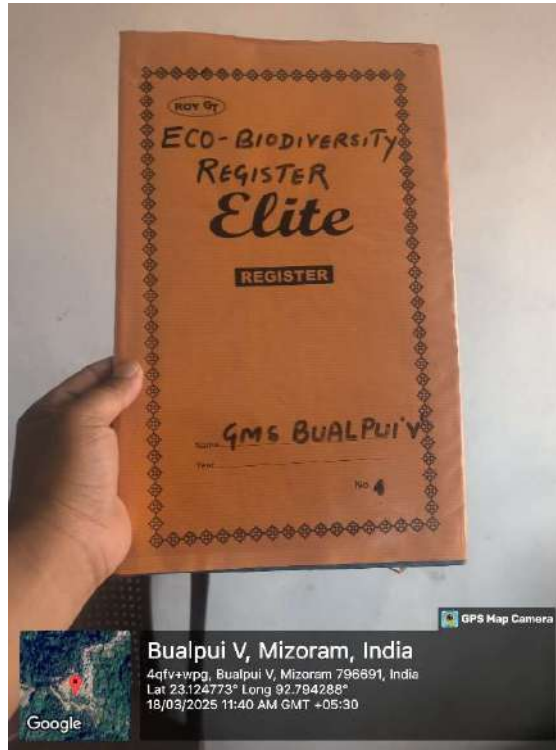 ROY GT
ECO-BIODIVERSITY
REGISTER
Elite
REGISTER
Name GMS BUALPUI 'V'
Year
No. 4
GPS Map Camera
Bualpui V, Mizoram, India
4qfv+wpg, Bualpui V, Mizoram 796691, India
Lat 23.124773° Long 92.794288°
18/03/2025 11:40 AM GMT +05:30
Google